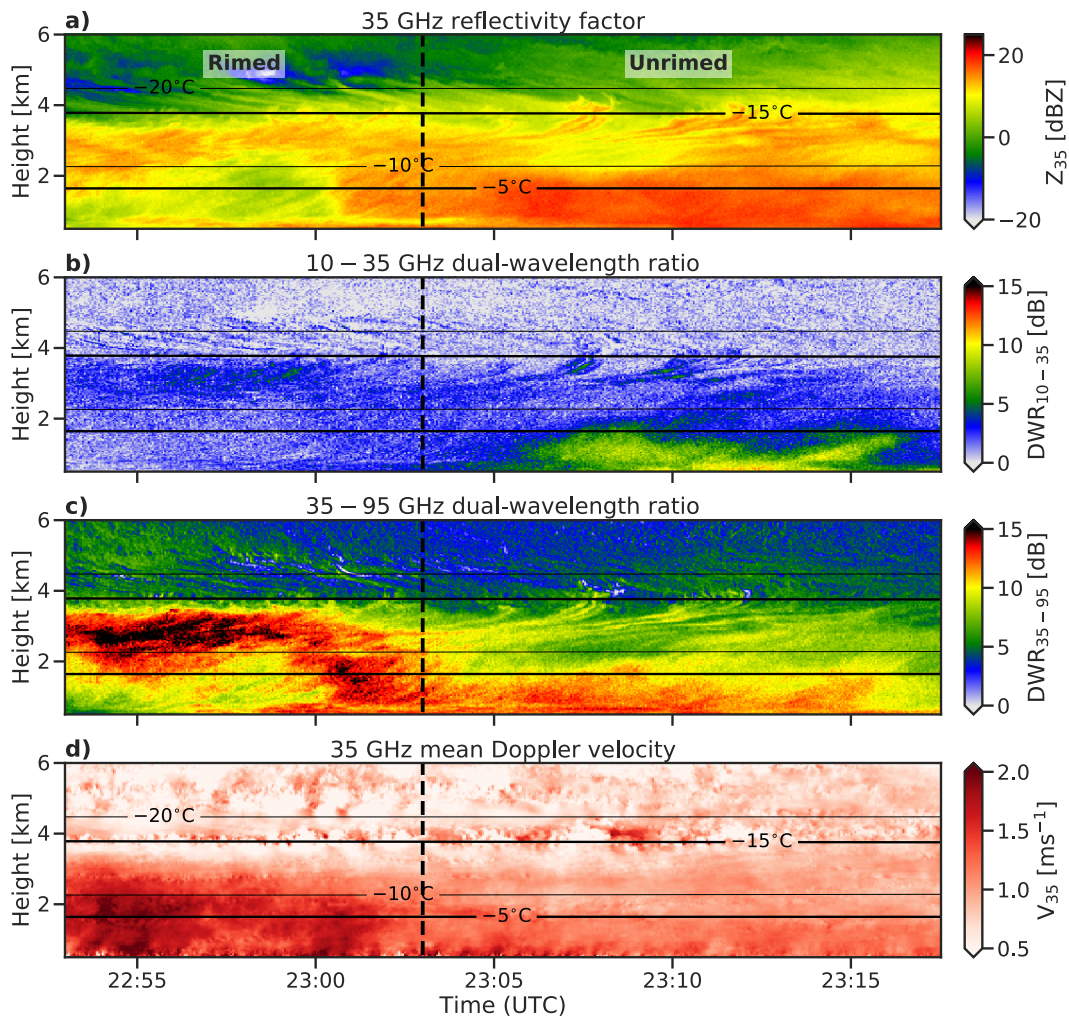 a) 35 GHz reflectivity factor
6
4
2
Height [km]
Rimed
Unrimed
−20°C
−15°C
−10°C
−5°C
20
0
−20
Z35 [dBZ]
b) 10 − 35 GHz dual-wavelength ratio
6
4
2
Height [km]
15
10
5
0
DWR10 − 35 [dB]
c) 35 − 95 GHz dual-wavelength ratio
6
4
2
Height [km]
15
10
5
0
DWR35 − 95 [dB]
d) 35 GHz mean Doppler velocity
6
4
2
Height [km]
−20°C
−15°C
−10°C
−5°C
2.0
1.5
1.0
0.5
V35 [ms−1]
22:55 23:00 23:05 23:10 23:15
Time (UTC)